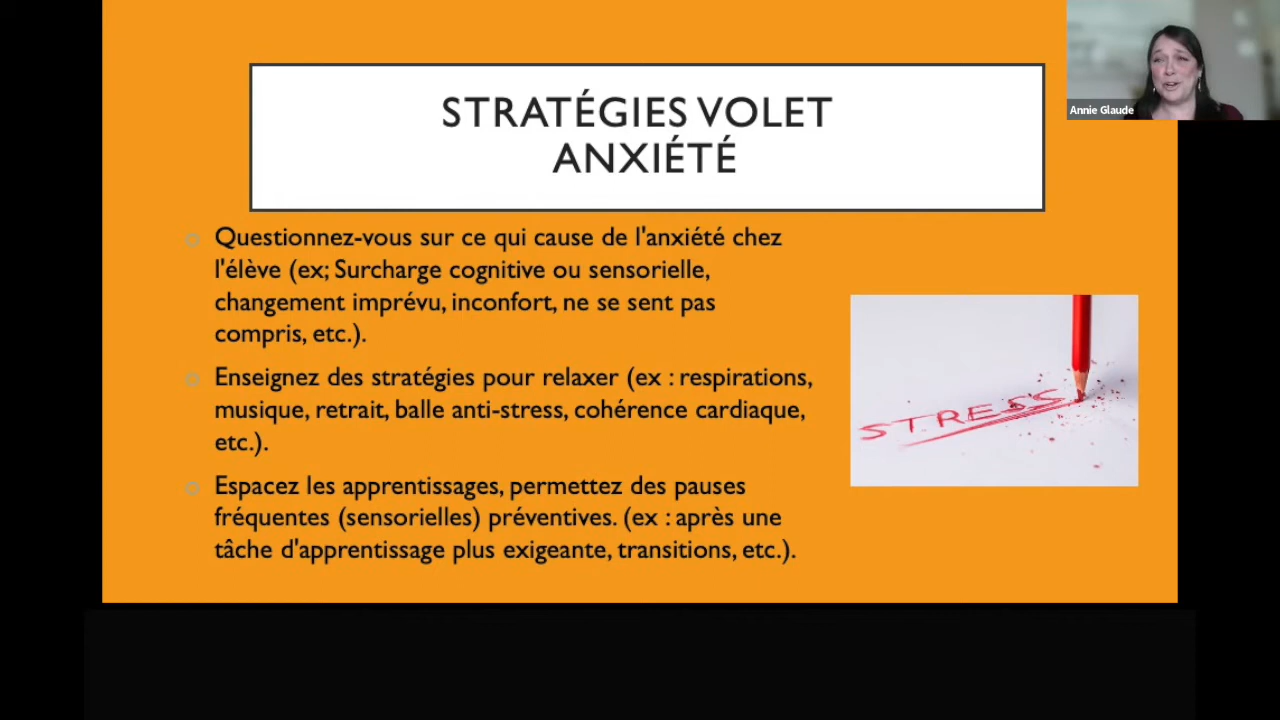 STRATÉGIES VOLET
ANXIÉTÉ
Annie Glaude
Questionnez-vous sur ce qui cause de l'anxiété chez
l'élève (ex; Surcharge cognitive ou sensorielle,
changement imprévu, inconfort, ne se sent pas
compris, etc.).
Enseignez des stratégies pour relaxer (ex : respirations,
musique, retrait, balle anti-stress, cohérence cardiaque,
etc.).
Espacez les apprentissages, permettez des pauses
fréquentes (sensorielles) préventives. (ex : après une
tâche d'apprentissage plus exigeante, transitions, etc.).
STRESS